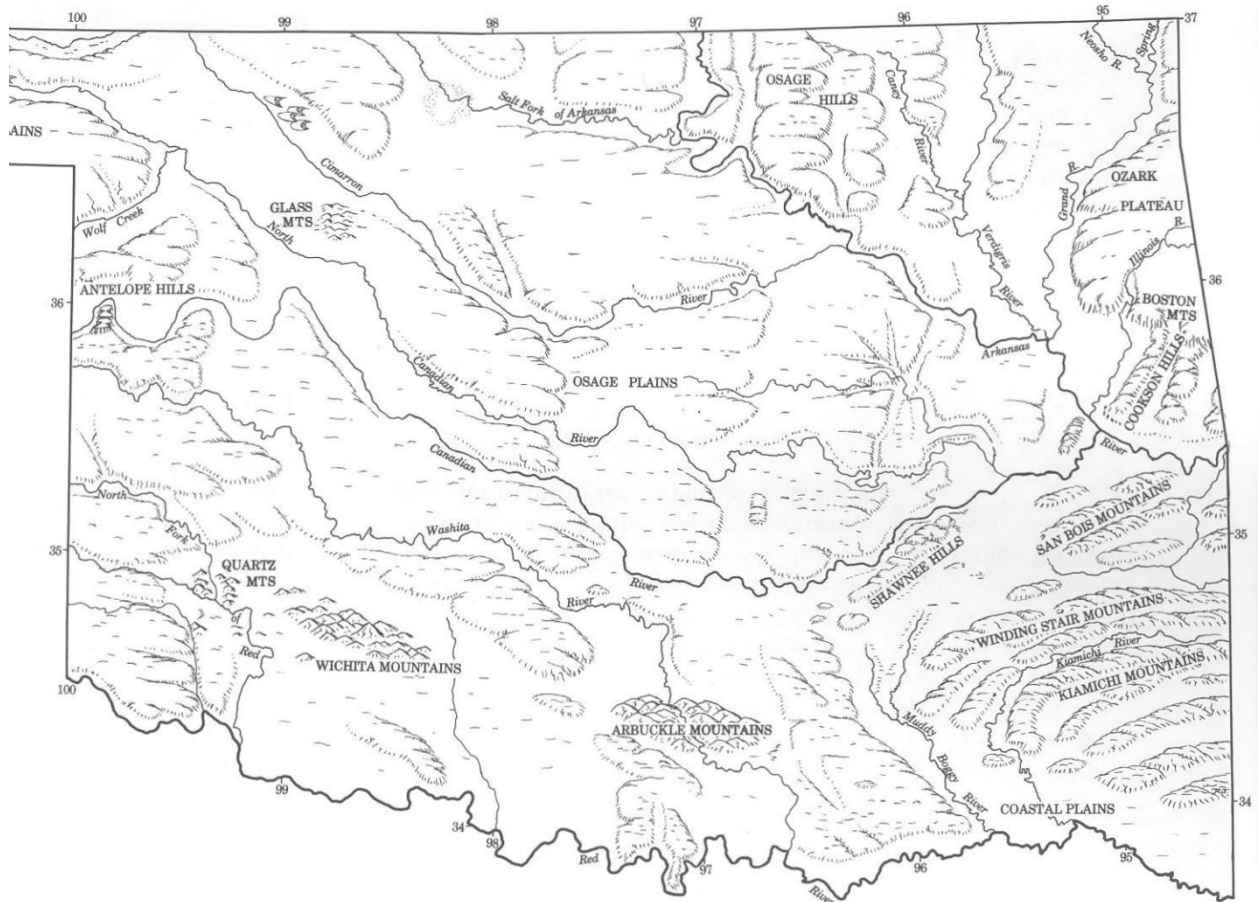 100
99
98
97
96
95
37
Neosho R.
Spring
OSAGE
HILLS
Caney
River
Salt Fork of Arkansas
AINS
Cimarron
River
Grand R.
OZARK
PLATEAU
Illinois R.
GLASS
MTS
Wolf Creek
North
Canadian
River
Verdigris
River
ANTELOPE HILLS
36
36
BOSTON
MTS
COOKSON HILLS
Arkansas
River
OSAGE PLAINS
Canadian
River
North
Fork
of
Red
Washita
River
35
35
SAN BOIS MOUNTAINS
SHAWNEE HILLS
QUARTZ
MTS
WINDING STAIR MOUNTAINS
Kiamichi River
KIAMICHI MOUNTAINS
WICHITA MOUNTAINS
100
ARBUCKLE MOUNTAINS
Muddy
Boggy
River
COASTAL PLAINS
34
99
34
98
Red
River
97
96
95